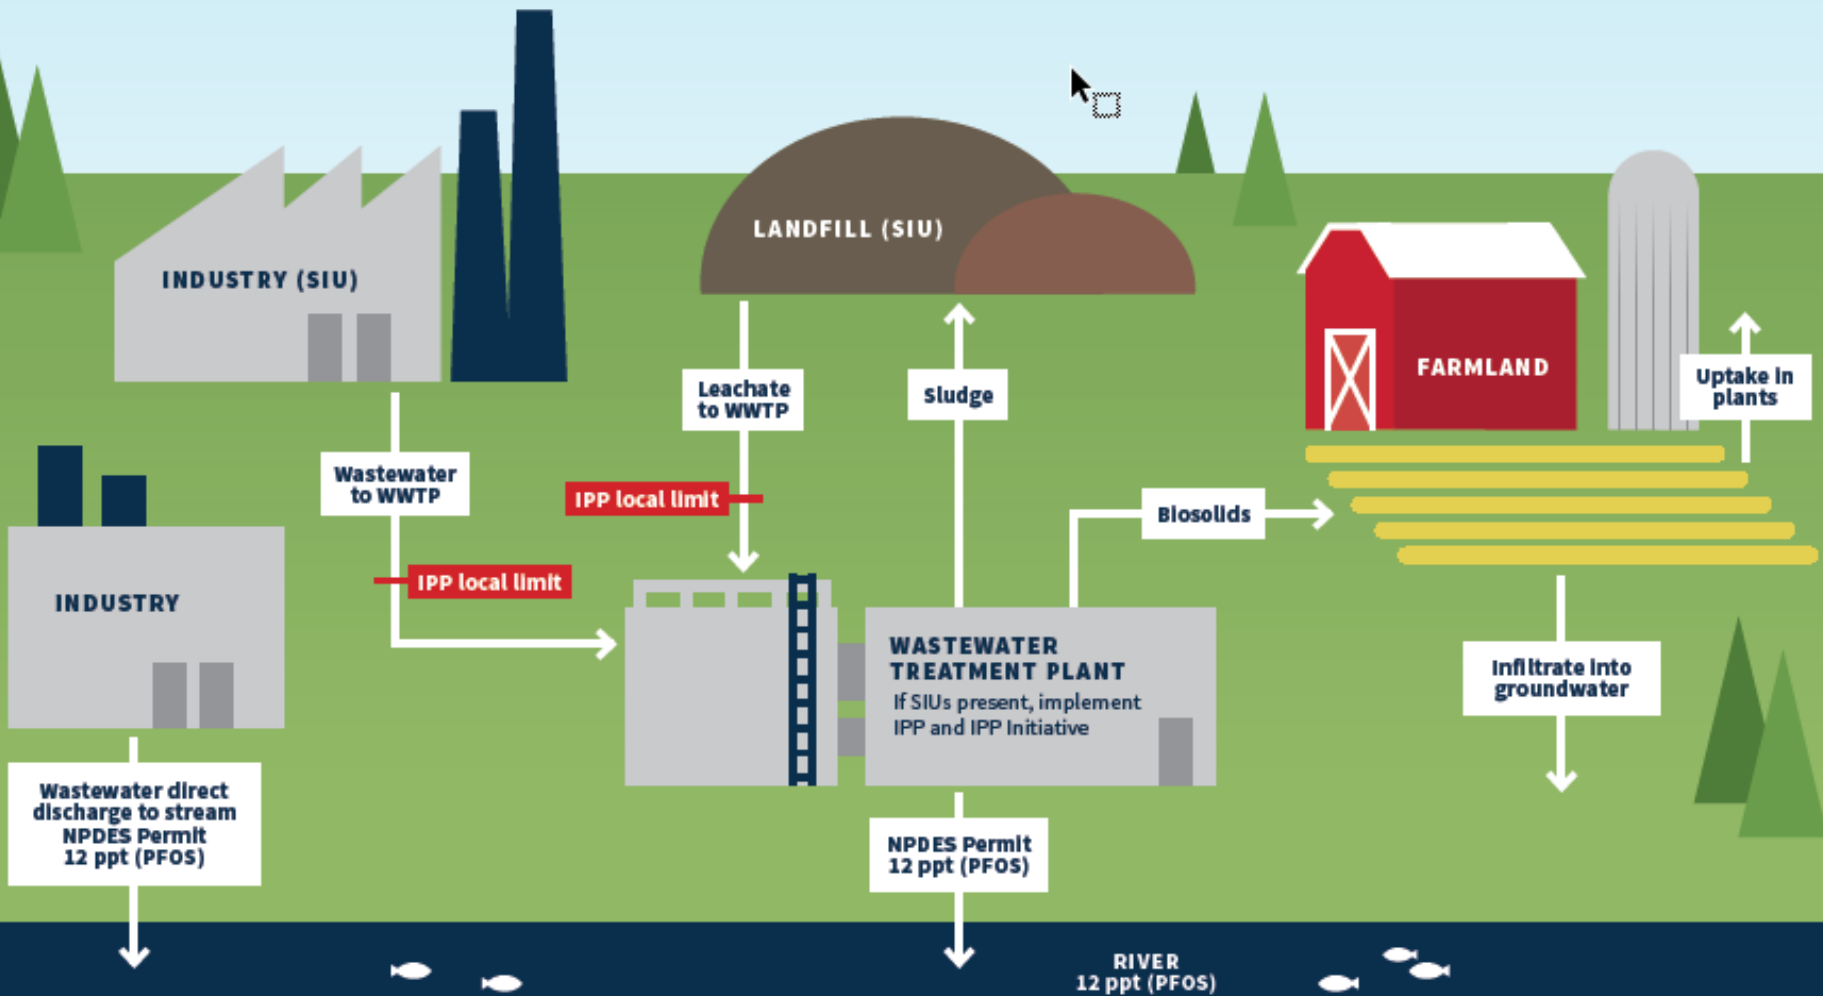 LANDFILL (SIU)
INDUSTRY (SIU)
FARMLAND
Uptake in
plants
Leachate
to WWTP
Sludge
Wastewater
to WWTP
IPP local limit
Biosolids
IPP local limit
INDUSTRY
WASTEWATER
TREATMENT PLANT
If SIUs present, implement
IPP and IPP Initiative
Infiltrate into
groundwater
Wastewater direct
discharge to stream
NPDES Permit
12 ppt (PFOS)
NPDES Permit
12 ppt (PFOS)
RIVER
12 ppt (PFOS)